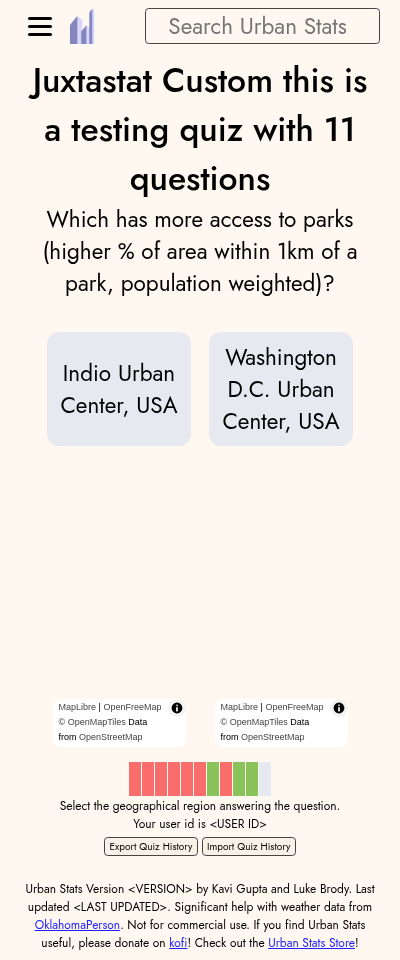 Search Urban Stats
Juxtastat Custom this is
a testing quiz with 11
questions
Which has more access to parks
(higher % of area within 1km of a
park, population weighted)?
Indio Urban
Center, USA
Washington
D.C. Urban
Center, USA
MapLibre | OpenFreeMap
© OpenMapTiles Data
from OpenStreetMap
MapLibre | OpenFreeMap
© OpenMapTiles Data
from OpenStreetMap
Select the geographical region answering the question.
Your user id is <USER ID>
Export Quiz History
Import Quiz History
Urban Stats Version <VERSION> by Kavi Gupta and Luke Brody. Last
updated <LAST UPDATED>. Significant help with weather data from
OklahomaPerson. Not for commercial use. If you find Urban Stats
useful, please donate on kofi! Check out the Urban Stats Store!